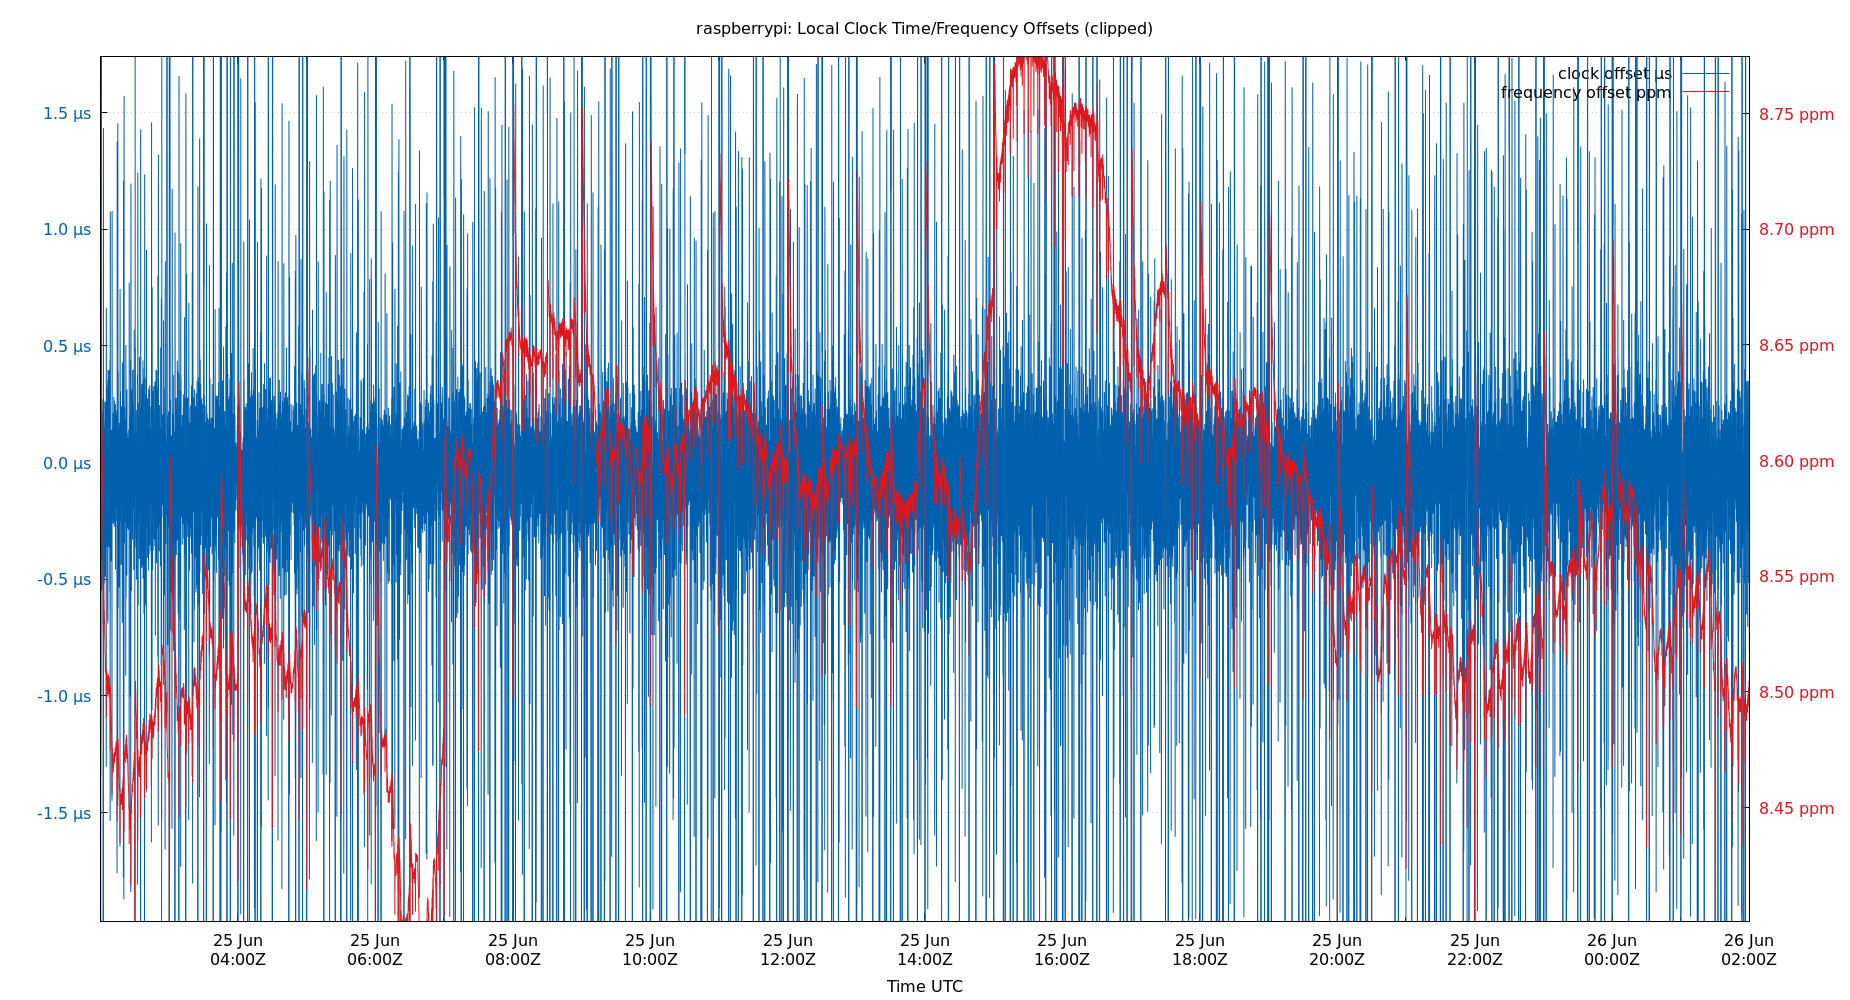 raspberrypi: Local Clock Time/Frequency Offsets (clipped)
clock offset μs
frequency offset ppm
1.5 μs
1.0 μs
0.5 μs
0.0 μs
-0.5 μs
-1.0 μs
-1.5 μs
8.75 ppm
8.70 ppm
8.65 ppm
8.60 ppm
8.55 ppm
8.50 ppm
8.45 ppm
25 Jun 25 Jun 25 Jun 25 Jun 25 Jun 25 Jun 25 Jun 25 Jun 25 Jun 25 Jun 26 Jun 26 Jun
04:00Z 06:00Z 08:00Z 10:00Z 12:00Z 14:00Z 16:00Z 18:00Z 20:00Z 22:00Z 00:00Z 02:00Z
Time UTC